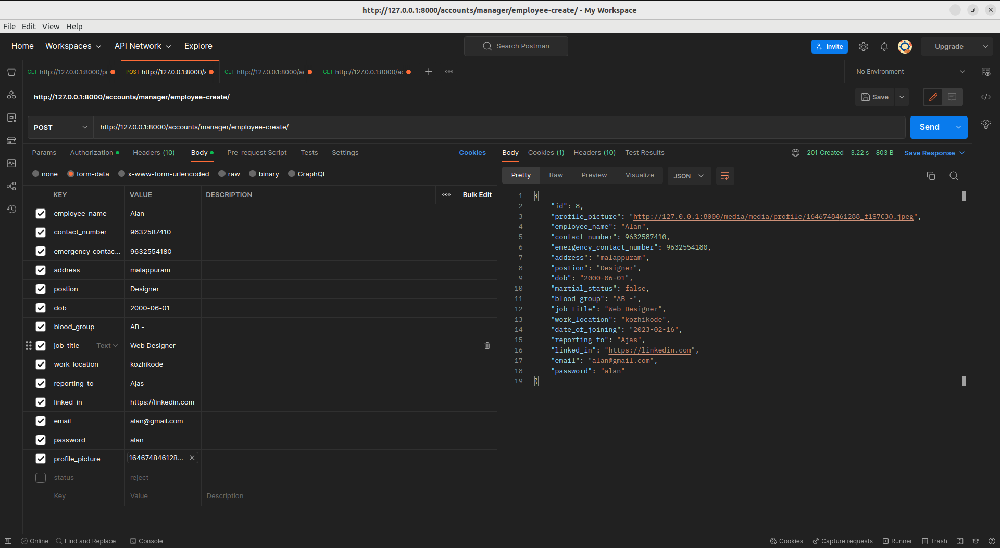 http://127.0.0.1:8000/accounts/manager/employee-create/ - My Workspace
File Edit View Help
Home Workspaces API Network Explore Search Postman Invite Upgrade
GET http://127.0.0.1:8000/pr POST http://127.0.0.1:8000/a GET http://127.0.0.1:8000/ac GET http://127.0.0.1:8000/ac No Environment
http://127.0.0.1:8000/accounts/manager/employee-create/ Save
POST http://127.0.0.1:8000/accounts/manager/employee-create/ Send
Params Authorization Headers (10) Body Pre-request Script Tests Settings Cookies
none form-data x-www-form-urlencoded raw binary GraphQL
KEY VALUE DESCRIPTION Bulk Edit
employee_name Alan
contact_number 9632587410
emergency_contac... 9632554180
address malappuram
postion Designer
dob 2000-06-01
blood_group AB -
job_title Text Web Designer
work_location kozhikode
reporting_to Ajas
linked_in https://linkedin.com
email alan@gmail.com
password alan
profile_picture 164674846128...
status reject
Key Value Description
Body Cookies (1) Headers (10) Test Results 201 Created 3.22 s 803 B Save Response
Pretty Raw Preview Visualize JSON
1 {
2 "id": 8,
3 "profile_picture": "http://127.0.0.1:8000/media/media/profile/1646748461288_f1S7C3Q.jpeg",
4 "employee_name": "Alan",
5 "contact_number": 9632587410,
6 "emergency_contact_number": 9632554180,
7 "address": "malappuram",
8 "postion": "Designer",
9 "dob": "2000-06-01",
10 "martial_status": false,
11 "blood_group": "AB -",
12 "job_title": "Web Designer",
13 "work_location": "kozhikode",
14 "date_of_joining": "2023-02-16",
15 "reporting_to": "Ajas",
16 "linked_in": "https://linkedin.com",
17 "email": "alan@gmail.com",
18 "password": "alan"
19 }
Online Find and Replace Console Cookies Capture requests Runner Trash